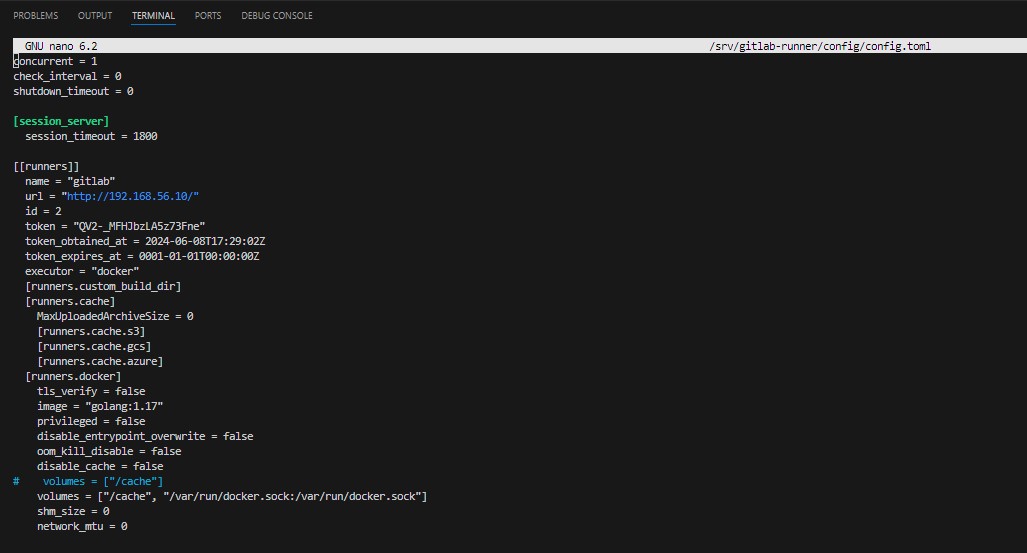 PROBLEMS OUTPUT TERMINAL PORTS DEBUG CONSOLE
GNU nano 6.2 /srv/gitlab-runner/config/config.toml
concurrent = 1
check_interval = 0
shutdown_timeout = 0
[session_server]
session_timeout = 1800
[[runners]]
name = "gitlab"
url = "http://192.168.56.10/"
id = 2
token = "QV2-_MFHJbzLA5z73Fne"
token_obtained_at = 2024-06-08T17:29:02Z
token_expires_at = 0001-01-01T00:00:00Z
executor = "docker"
[runners.custom_build_dir]
[runners.cache]
MaxUploadedArchiveSize = 0
[runners.cache.s3]
[runners.cache.gcs]
[runners.cache.azure]
[runners.docker]
tls_verify = false
image = "golang:1.17"
privileged = false
disable_entrypoint_overwrite = false
oom_kill_disable = false
disable_cache = false
# volumes = ["/cache"]
volumes = ["/cache", "/var/run/docker.sock:/var/run/docker.sock"]
shm_size = 0
network_mtu = 0